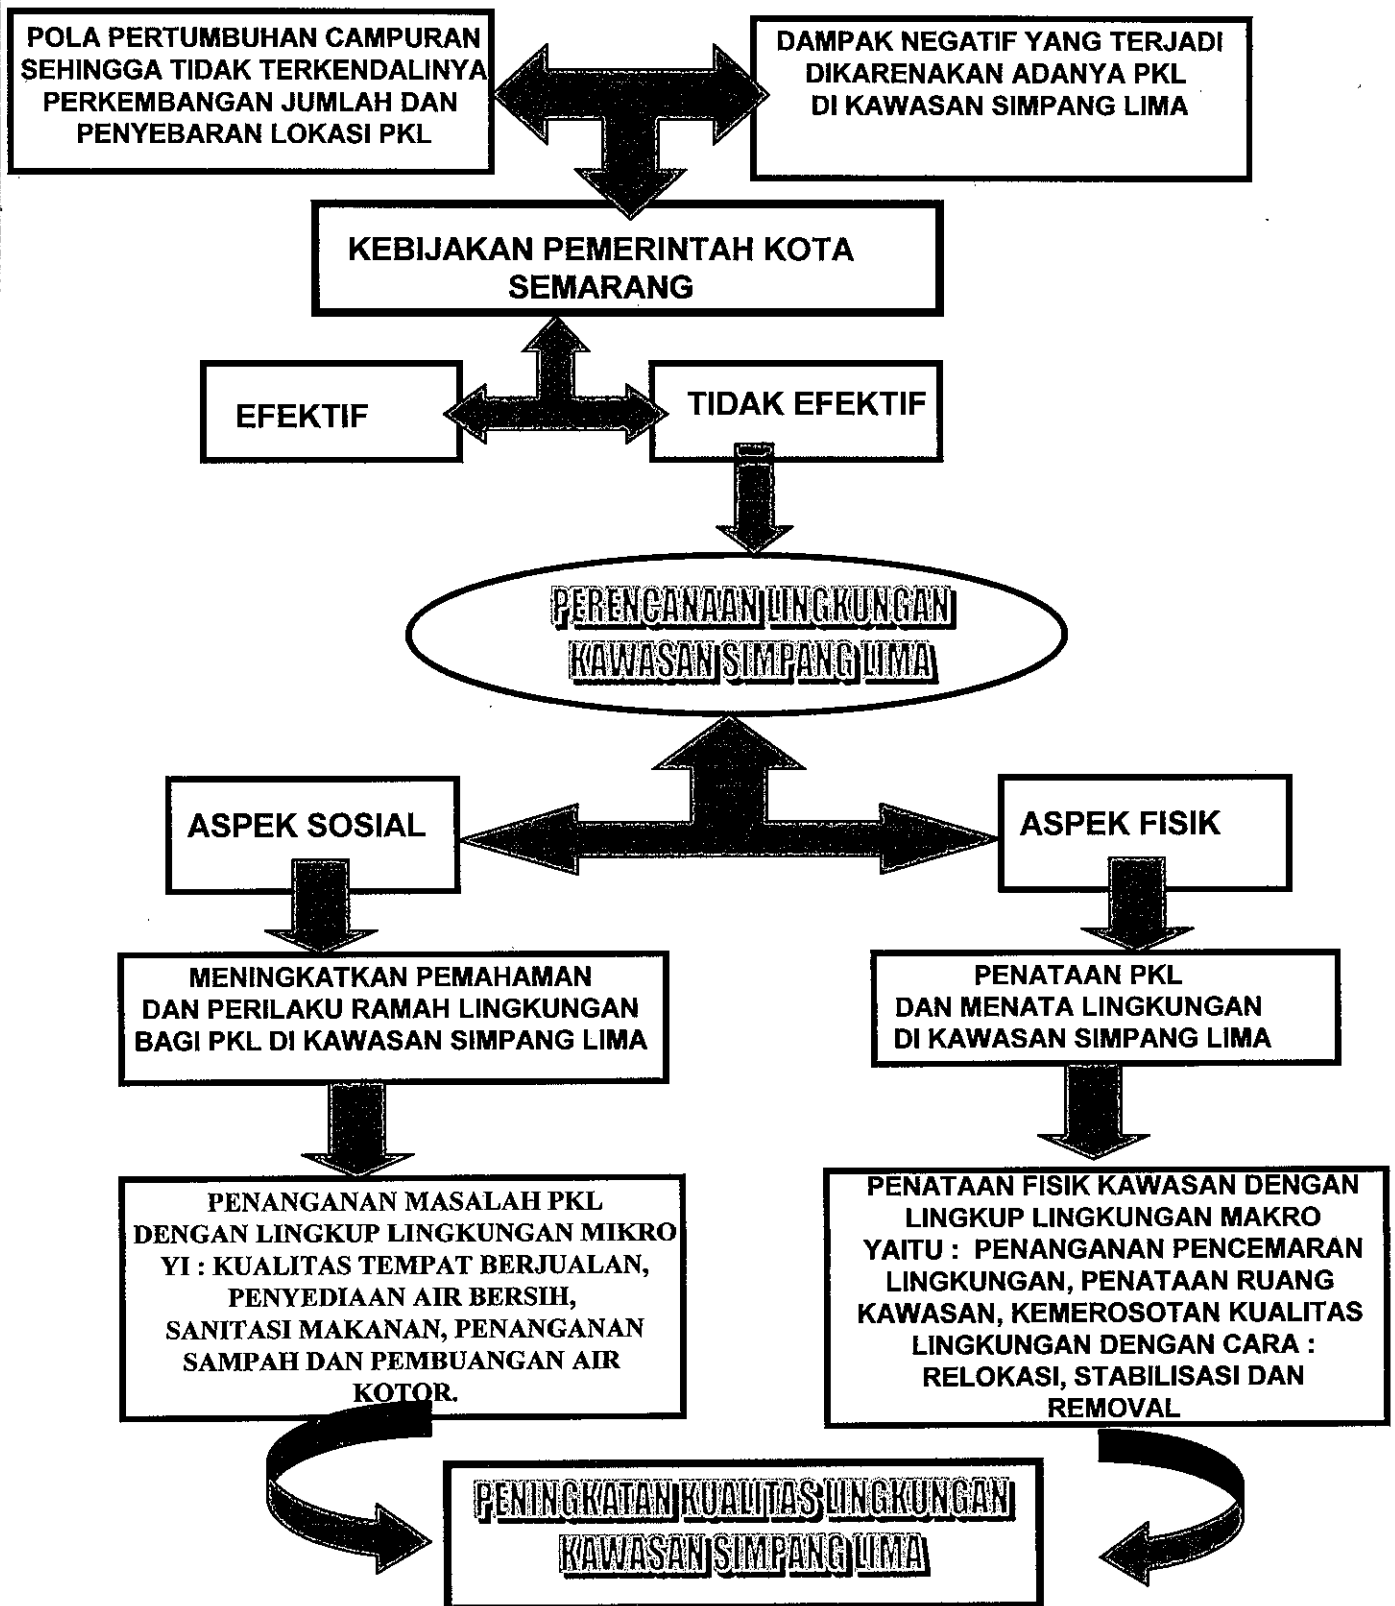 POLA PERTUMBUHAN CAMPURAN
SEHINGGA TIDAK TERKENDALINYA
PERKEMBANGAN JUMLAH DAN
PENYEBARAN LOKASI PKL
DAMPAK NEGATIF YANG TERJADI
DIKARENAKAN ADANYA PKL
DI KAWASAN SIMPANG LIMA
KEBIJAKAN PEMERINTAH KOTA
SEMARANG
EFEKTIF
TIDAK EFEKTIF
PERENCANAAN LINGKUNGAN
KAWASAN SIMPANG LIMA
ASPEK SOSIAL
ASPEK FISIK
MENINGKATKAN PEMAHAMAN
DAN PERILAKU RAMAH LINGKUNGAN
BAGI PKL DI KAWASAN SIMPANG LIMA
PENATAAN PKL
DAN MENATA LINGKUNGAN
DI KAWASAN SIMPANG LIMA
PENANGANAN MASALAH PKL
DENGAN LINGKUP LINGKUNGAN MIKRO
YI : KUALITAS TEMPAT BERJUALAN,
PENYEDIAAN AIR BERSIH,
SANITASI MAKANAN, PENANGANAN
SAMPAH DAN PEMBUANGAN AIR
KOTOR.
PENATAAN FISIK KAWASAN DENGAN
LINGKUP LINGKUNGAN MAKRO
YAITU : PENANGANAN PENCEMARAN
LINGKUNGAN, PENATAAN RUANG
KAWASAN, KEMEROSOTAN KUALITAS
LINGKUNGAN DENGAN CARA :
RELOKASI, STABILISASI DAN
REMOVAL
PENINGKATAN KUALITAS LINGKUNGAN
KAWASAN SIMPANG LIMA